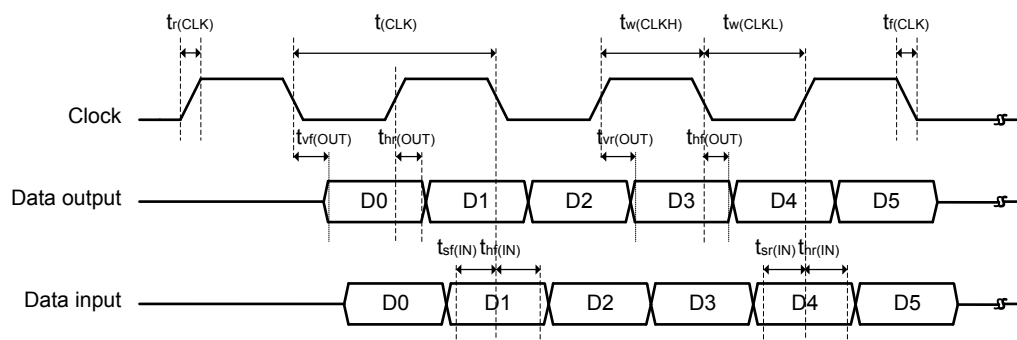 tr(CLK) t(CLK) tw(CLKH) tw(CLKL) tf(CLK)
Clock
tvf(OUT) thr(OUT) tvr(OUT) thf(OUT)
Data output D0 D1 D2 D3 D4 D5
tsf(IN) thf(IN) tsr(IN) thr(IN)
Data input D0 D1 D2 D3 D4 D5